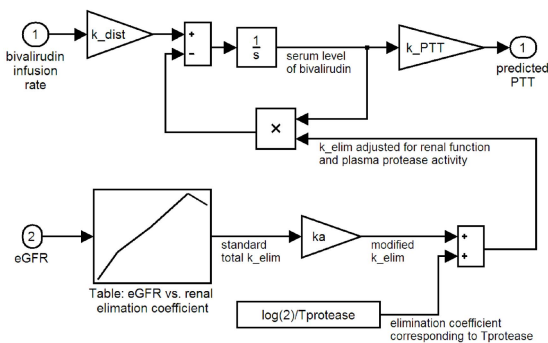 1
bivalirudin
infusion
rate
k_dist
+
−
1
s
serum level
of bivalirudin
k_PTT
1
predicted
PTT
×
k_elim adjusted for renal function
and plasma protease activity
2
eGFR
Table: eGFR vs. renal
elimation coefficient
standard
total k_elim
ka
modified
k_elim
+
+
log(2)/Tprotease
elimination coefficient
corresponding to Tprotease